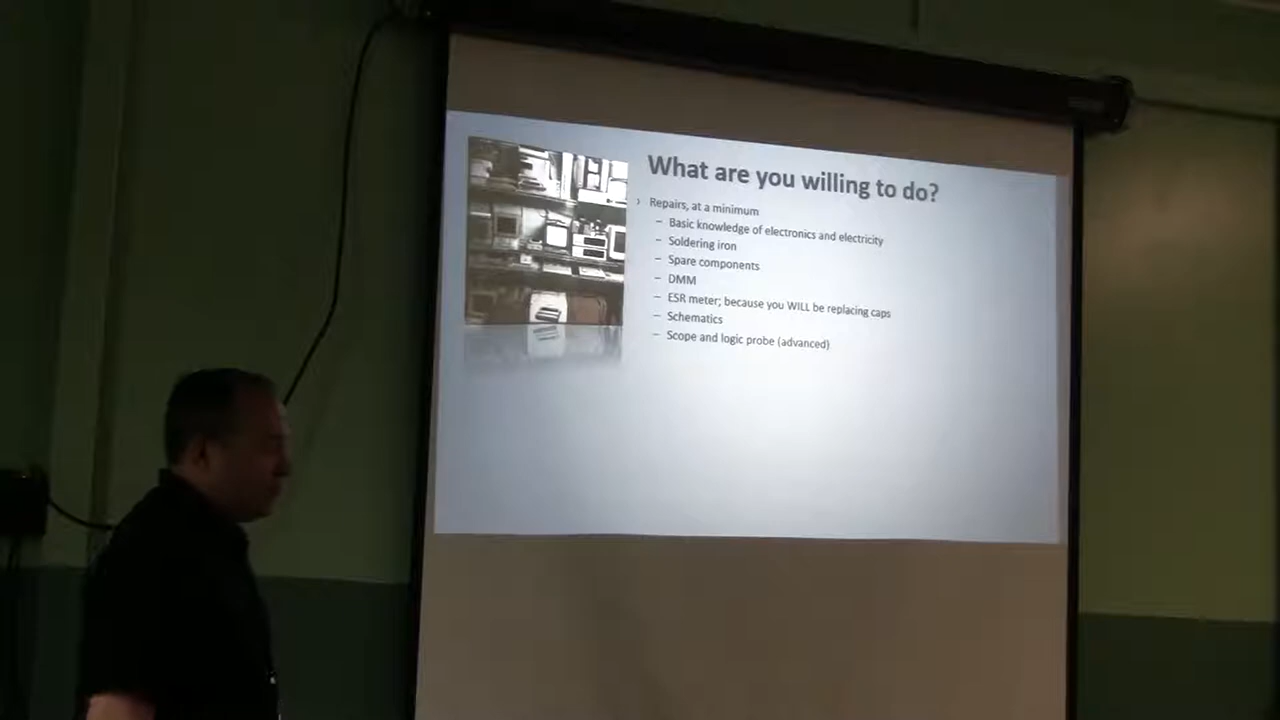 What are you willing to do?
› Repairs, at a minimum
– Basic knowledge of electronics and electricity
– Soldering iron
– Spare components
– DMM
– ESR meter; because you WILL be replacing caps
– Schematics
– Scope and logic probe (advanced)